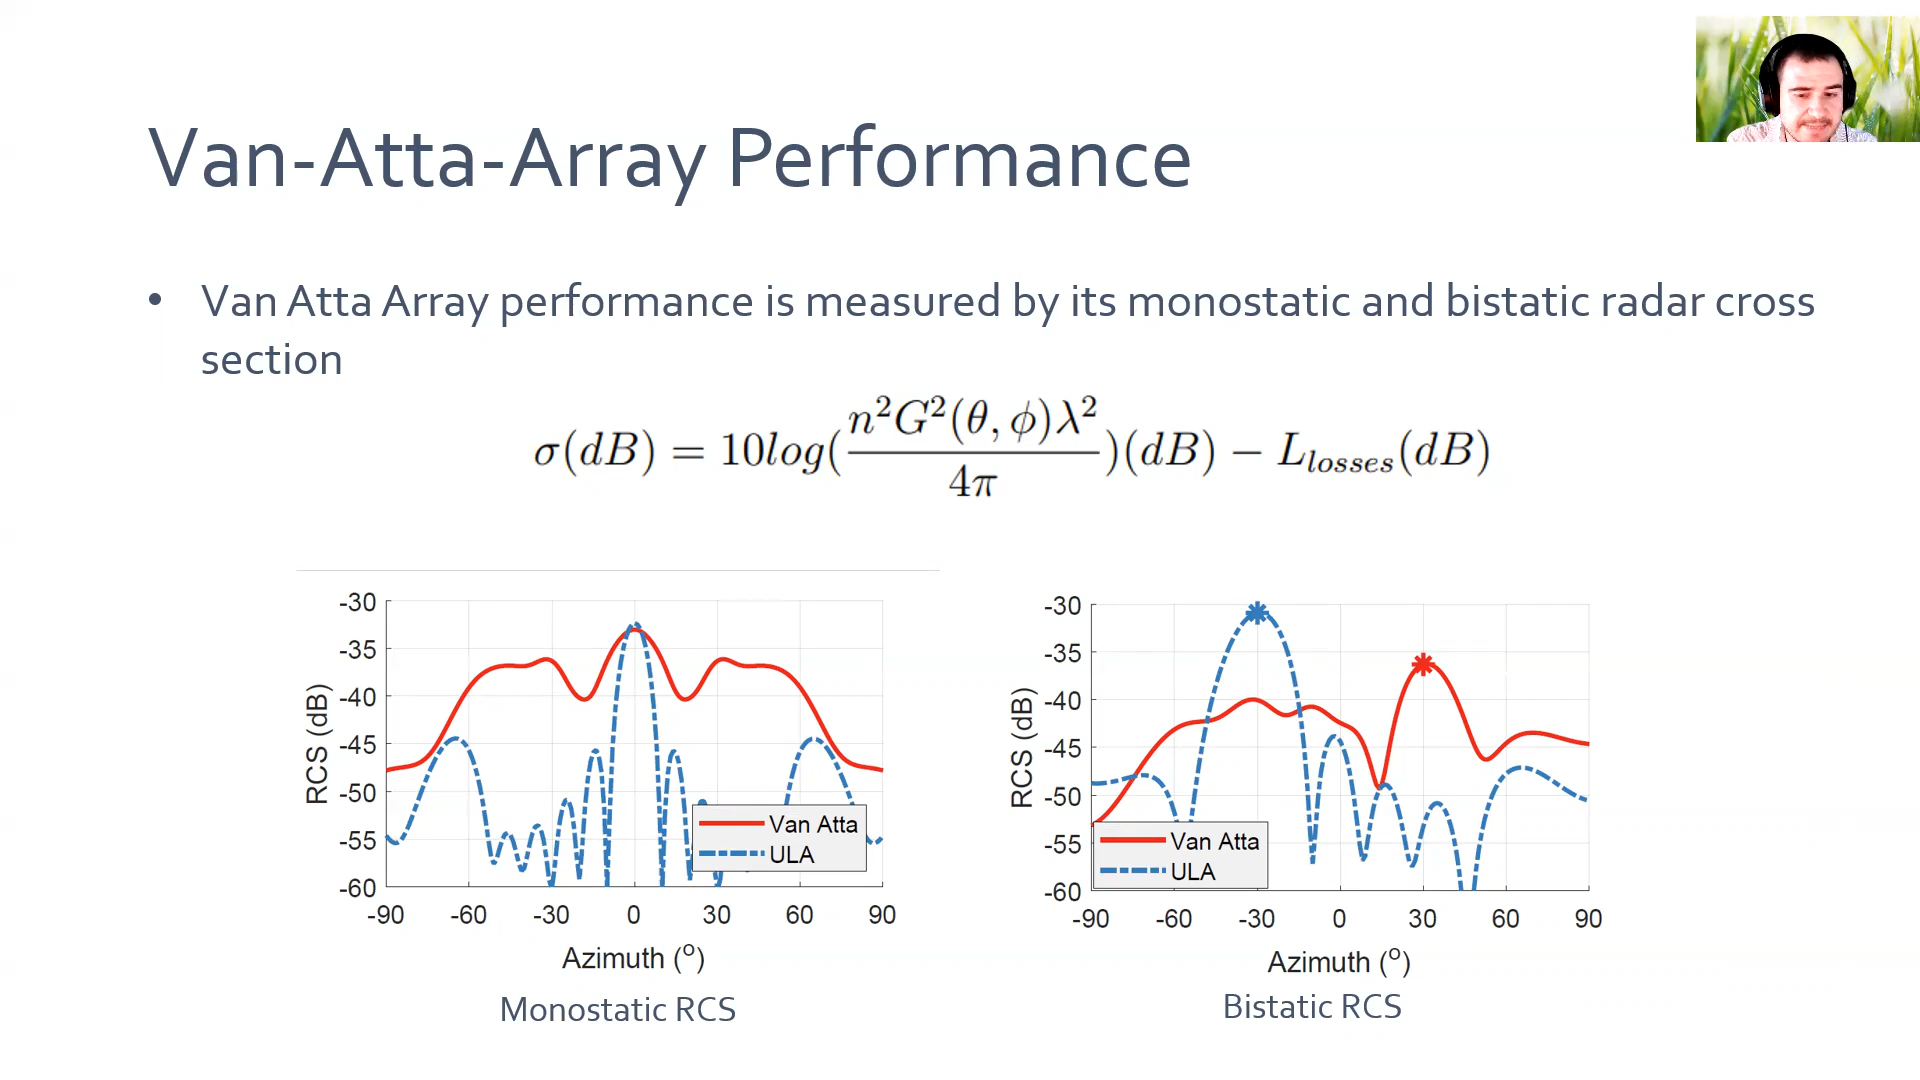 Van-Atta-Array Performance
• Van Atta Array performance is measured by its monostatic and bistatic radar cross
section
σ(dB) = 10log(n²G²(θ, ϕ)λ² / 4π)(dB) − L_losses(dB)
-30
-35
-40
-45
-50
-55
-60
RCS (dB)
Van Atta
ULA
-90 -60 -30 0 30 60 90
Azimuth (°)
Monostatic RCS
-30
-35
-40
-45
-50
-55
-60
RCS (dB)
Van Atta
ULA
-90 -60 -30 0 30 60 90
Azimuth (°)
Bistatic RCS